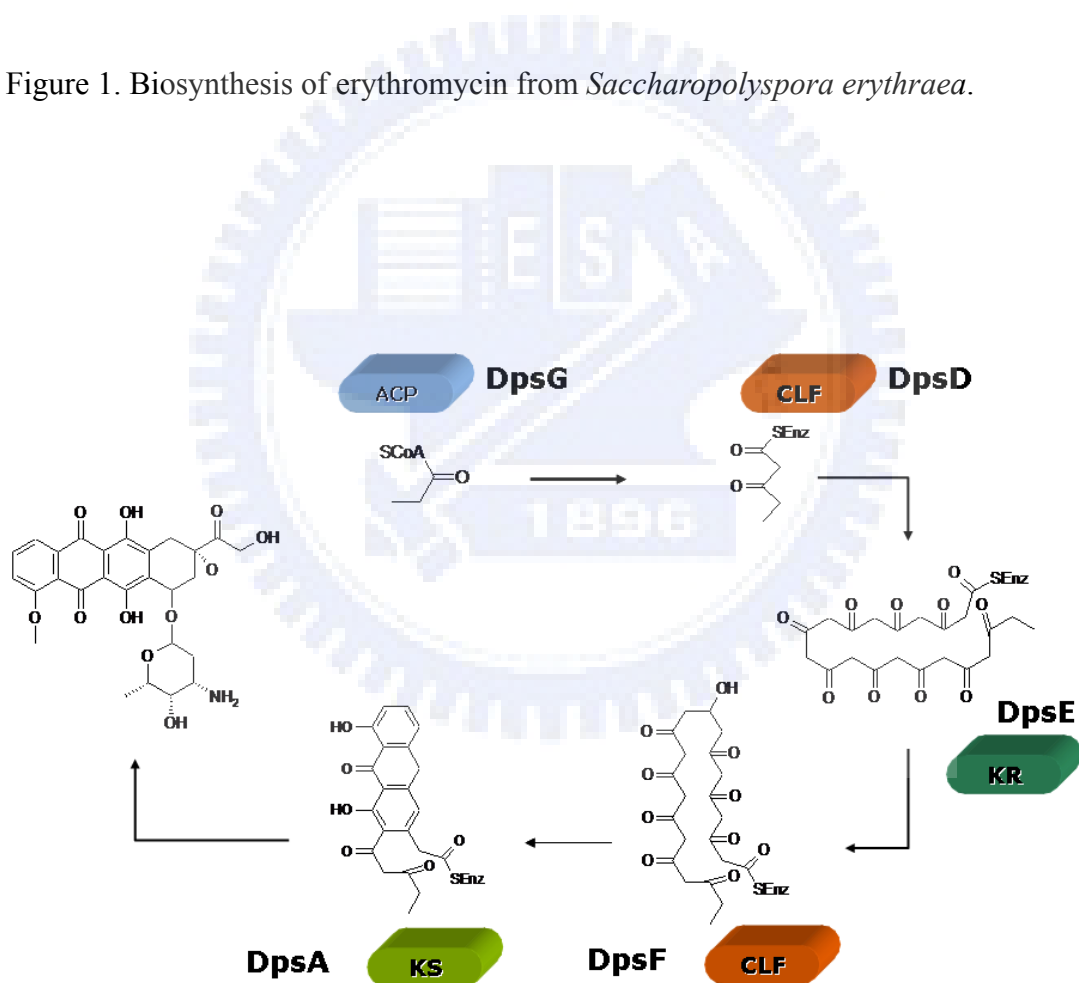 Figure 1. Biosynthesis of erythromycin from Saccharopolyspora erythraea.
ESA
1896
ACP DpsG
CLF DpsD
SCoA
O
SEnz
O
O
O OH O
OH
O
O OH
O
O
O
NH2
OH
O
SEnz
O O O O O
O O O O
DpsE
KR
HO
O
HO
O O O
SEnz
OH
O
O
O
O
O
O
O
O O
O
SEnz
DpsA KS
DpsF CLF